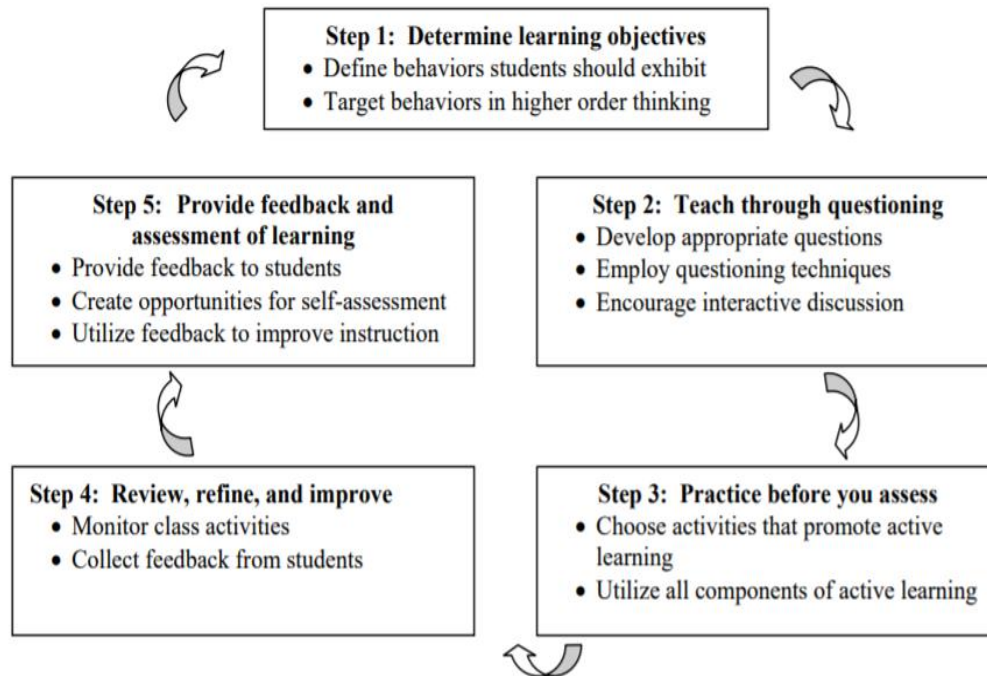 Step 1: Determine learning objectives
• Define behaviors students should exhibit
• Target behaviors in higher order thinking
Step 2: Teach through questioning
• Develop appropriate questions
• Employ questioning techniques
• Encourage interactive discussion
Step 3: Practice before you assess
• Choose activities that promote active
learning
• Utilize all components of active learning
Step 4: Review, refine, and improve
• Monitor class activities
• Collect feedback from students
Step 5: Provide feedback and
assessment of learning
• Provide feedback to students
• Create opportunities for self-assessment
• Utilize feedback to improve instruction